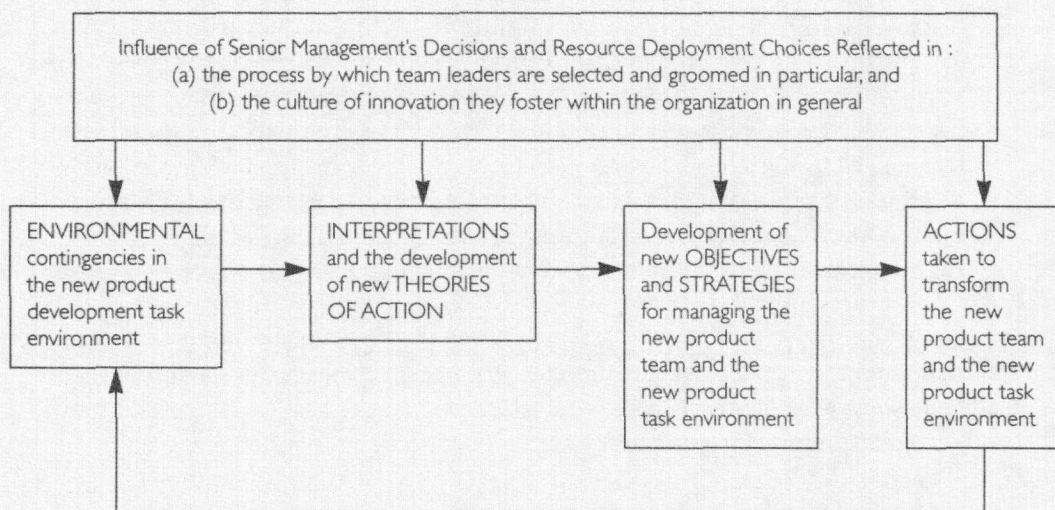 Influence of Senior Management's Decisions and Resource Deployment Choices Reflected in :
(a) the process by which team leaders are selected and groomed in particular, and
(b) the culture of innovation they foster within the organization in general
ENVIRONMENTAL
contingencies in
the new product
development task
environment
INTERPRETATIONS
and the development
of new THEORIES
OF ACTION
Development of
new OBJECTIVES
and STRATEGIES
for managing the
new product
team and the
new product
task environment
ACTIONS
taken to
transform
the new
product team
and the new
product task
environment